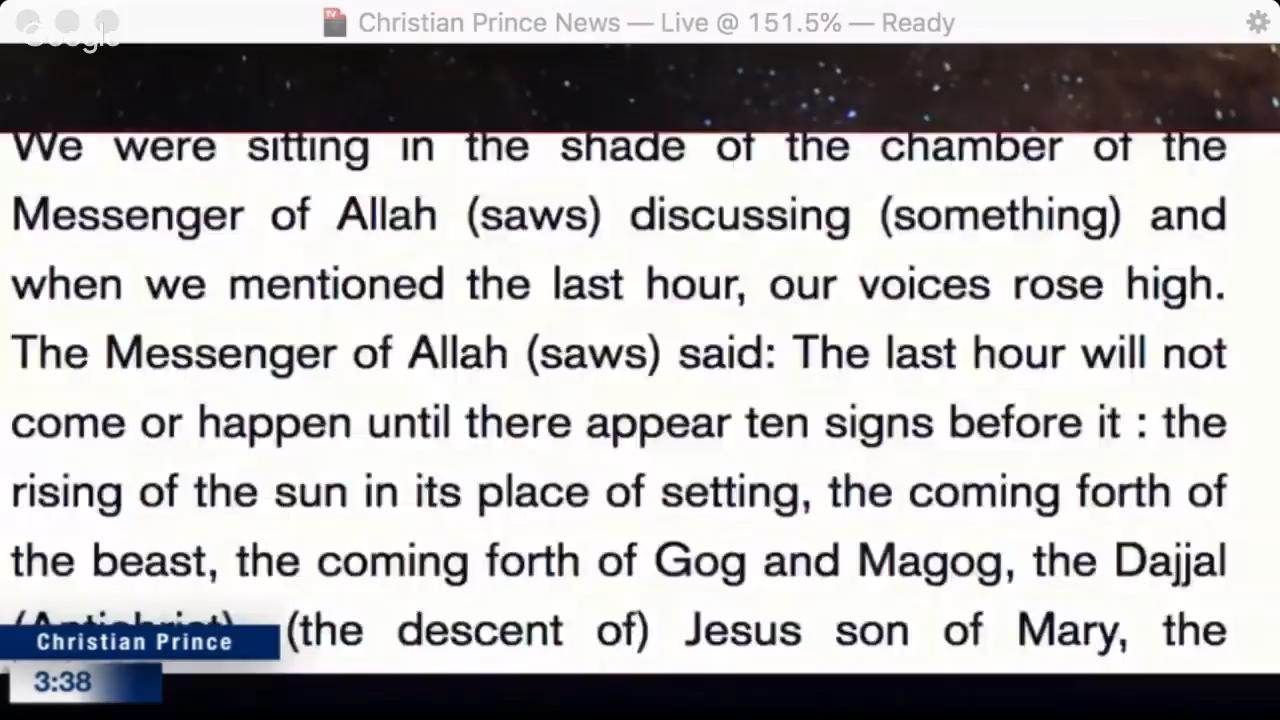 Christian Prince News — Live @ 151.5% — Ready
Google
We were sitting in the shade of the chamber of the
Messenger of Allah (saws) discussing (something) and
when we mentioned the last hour, our voices rose high.
The Messenger of Allah (saws) said: The last hour will not
come or happen until there appear ten signs before it : the
rising of the sun in its place of setting, the coming forth of
the beast, the coming forth of Gog and Magog, the Dajjal
(Antichrist) (the descent of) Jesus son of Mary, the
Christian Prince
3:38